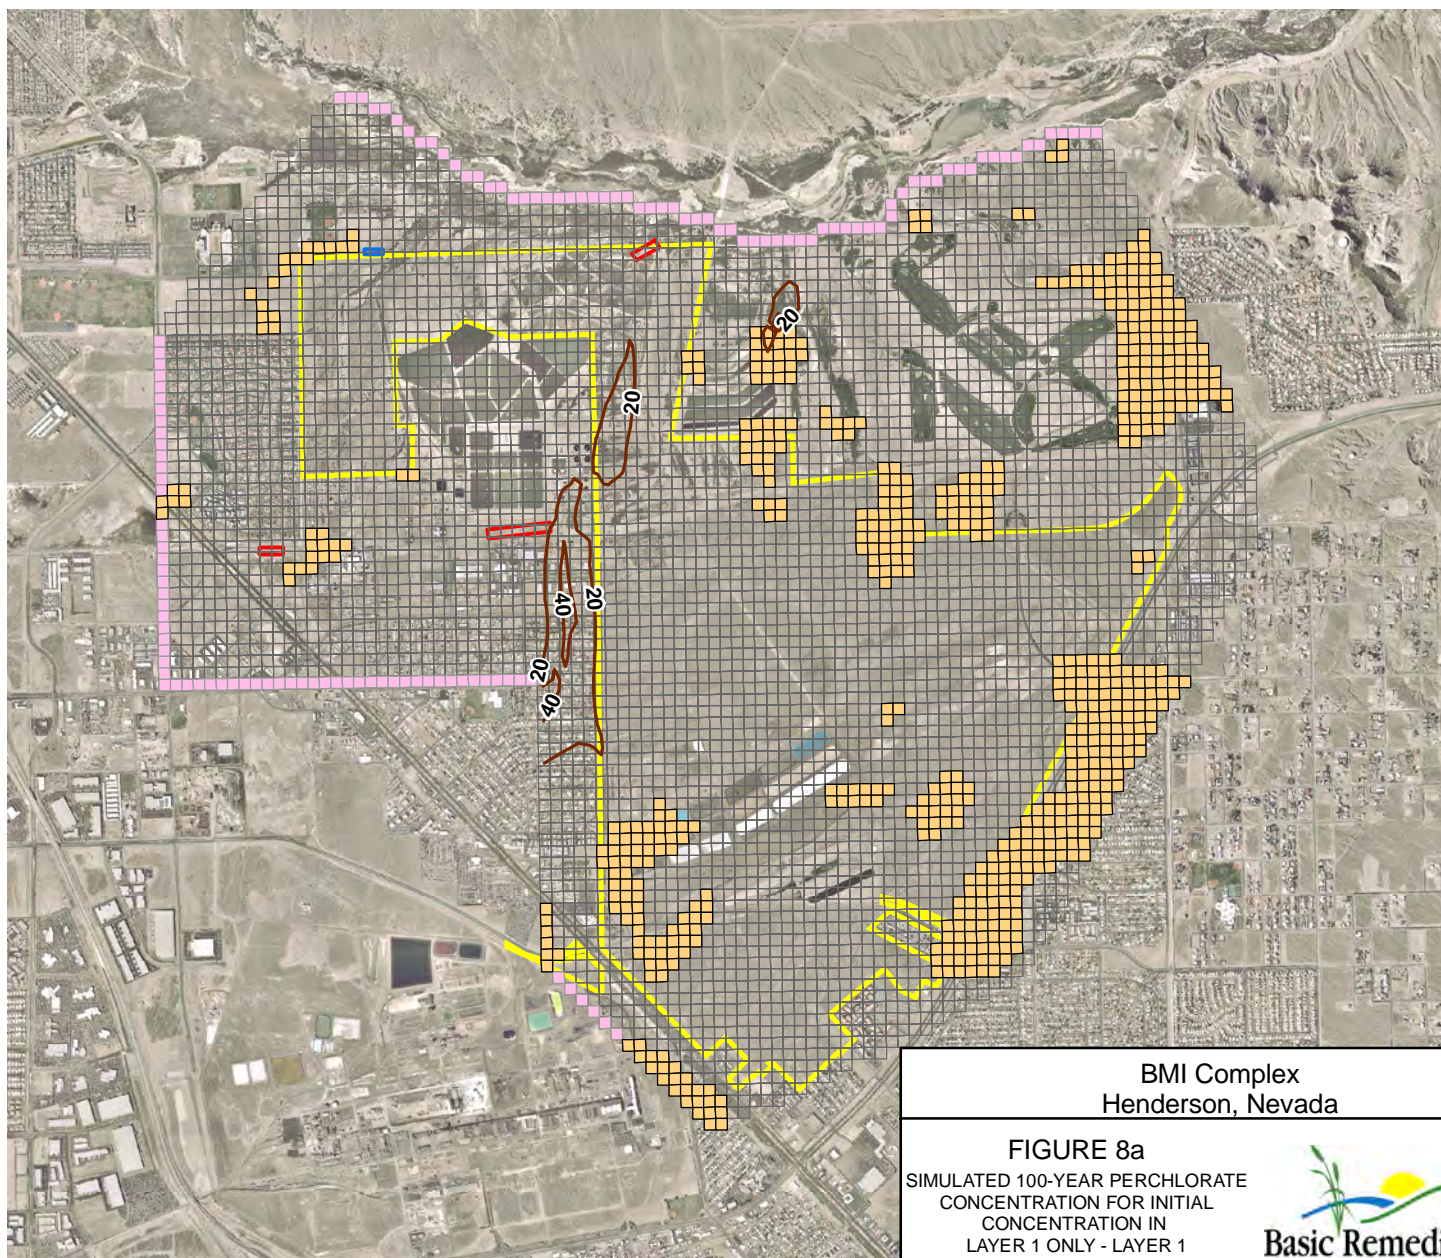 20
20
40
20
20
40
BMI Complex
Henderson, Nevada
FIGURE 8a
SIMULATED 100-YEAR PERCHLORATE
CONCENTRATION FOR INITIAL
CONCENTRATION IN
LAYER 1 ONLY - LAYER 1
Basic